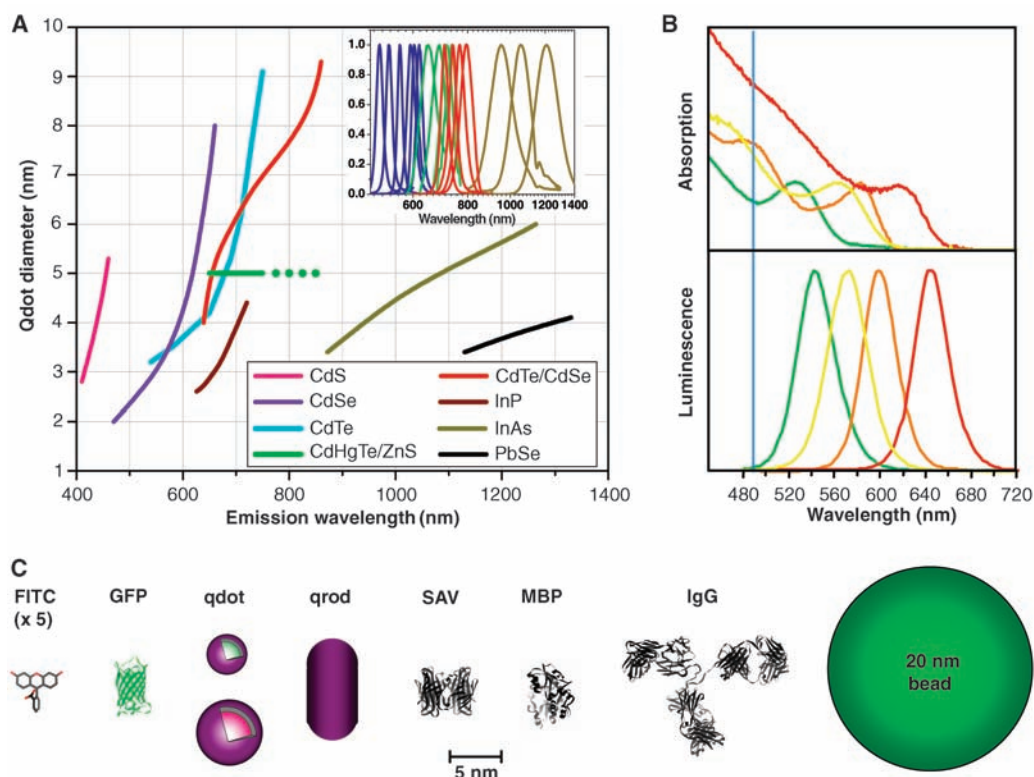 A
10
9
8
7
6
5
4
3
2
1
Qdot diameter (nm)
400
600
800
1000
1200
1400
Emission wavelength (nm)
1.0
0.8
0.6
0.4
0.2
0.0
600
800
1000
1200
1400
Wavelength (nm)
CdS
CdSe
CdTe
CdHgTe/ZnS
CdTe/CdSe
InP
InAs
PbSe
B
Absorption
Luminescence
480
520
560
600
640
680
720
Wavelength (nm)
C
FITC
(x 5)
GFP
qdot
qrod
SAV
MBP
IgG
20 nm
bead
5 nm